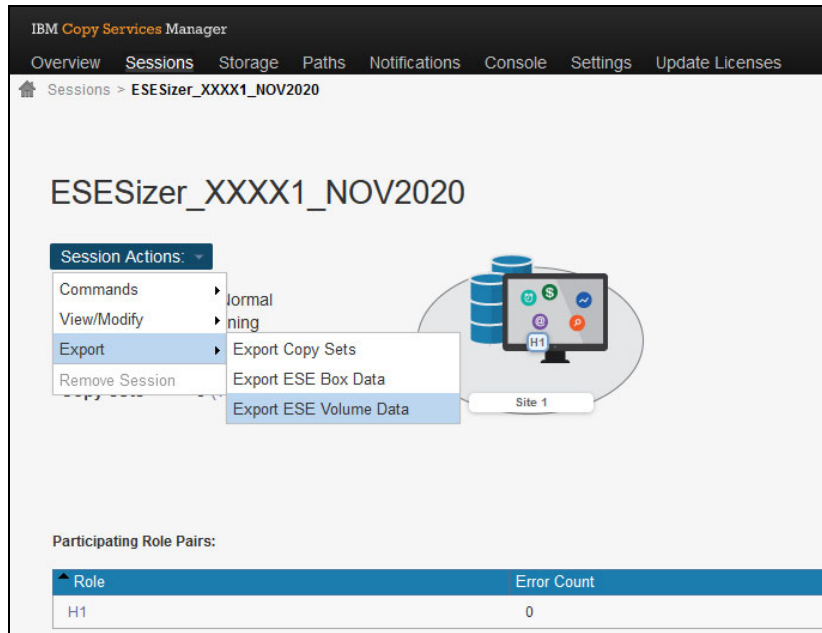 IBM Copy Services Manager
Overview Sessions Storage Paths Notifications Console Settings Update Licenses
Sessions > ESESizer_XXXX1_NOV2020
ESESizer_XXXX1_NOV2020
Session Actions:
Commands
View/Modify
Export
Remove Session
Export Copy Sets
Export ESE Box Data
Export ESE Volume Data
H1
Site 1
Participating Role Pairs:
Role Error Count
H1 0